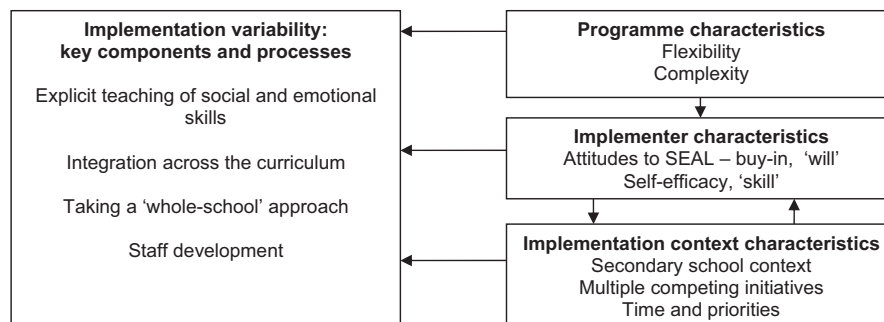 Implementation variability:
key components and processes
Explicit teaching of social and emotional
skills
Integration across the curriculum
Taking a ‘whole-school’ approach
Staff development
Programme characteristics
Flexibility
Complexity
Implementer characteristics
Attitudes to SEAL – buy-in, ‘will’
Self-efficacy, ‘skill’
Implementation context characteristics
Secondary school context
Multiple competing initiatives
Time and priorities